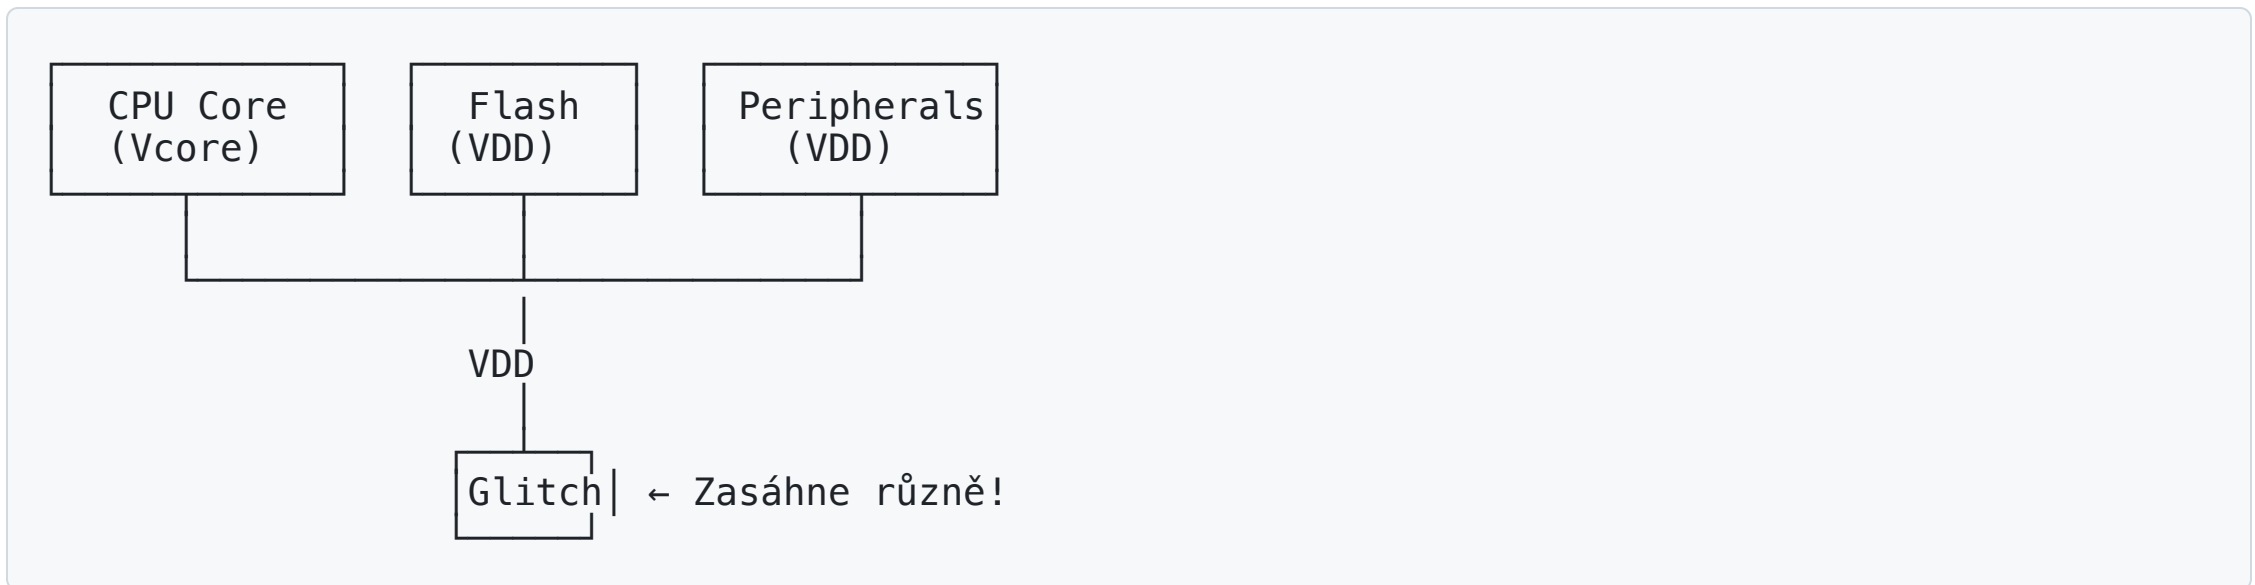 CPU Core Flash Peripherals
(Vcore) (VDD) (VDD)
VDD
Glitch ← Zasáhne různě!